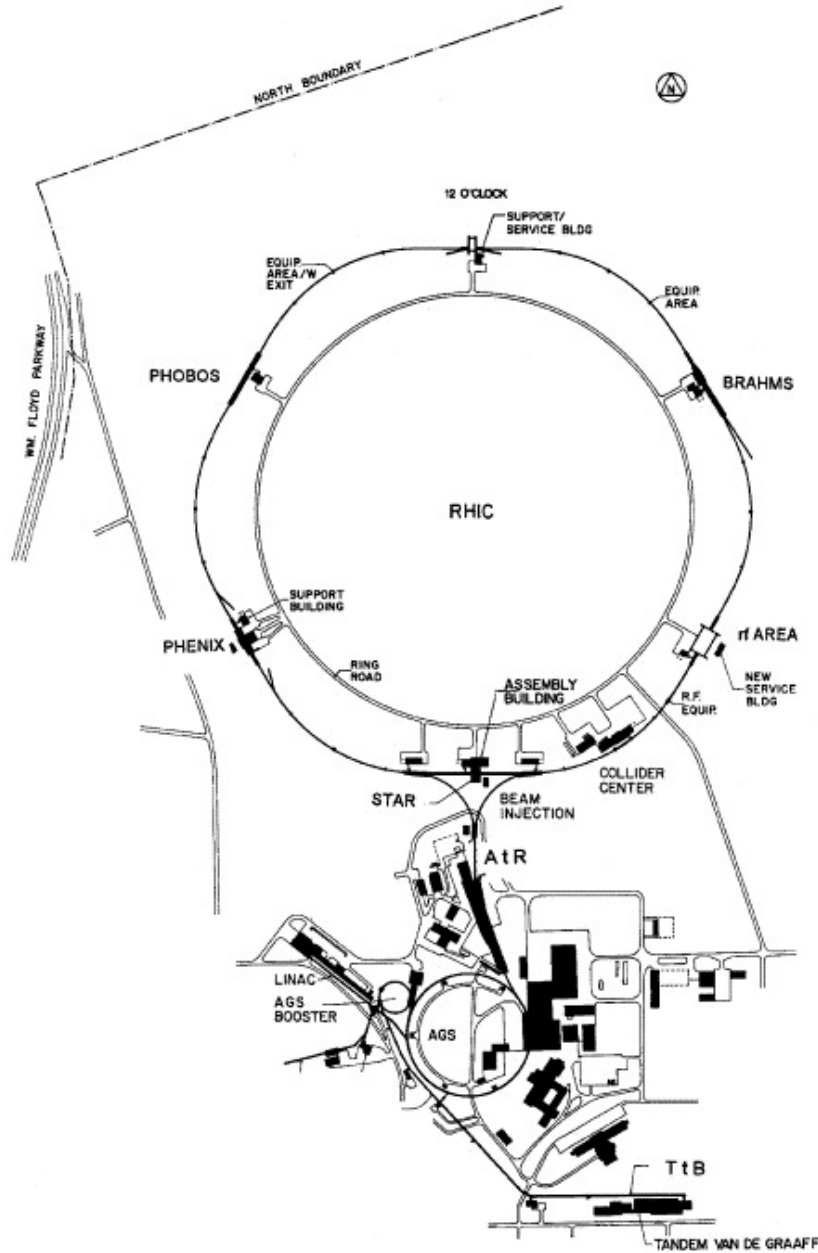 NORTH BOUNDARY
N
12 O'CLOCK
SUPPORT/
SERVICE BLDG
EQUIP.
AREA/W
EXIT
EQUIP.
AREA
WM. FLOYD PARKWAY
PHOBOS
BRAHMS
RHIC
SUPPORT
BUILDING
PHENIX
rf AREA
RING
ROAD
NEW
SERVICE
BLDG
ASSEMBLY
BUILDING
R.F.
EQUIP.
COLLIDER
CENTER
STAR
BEAM
INJECTION
AtR
LINAC
AGS
BOOSTER
AGS
TtB
TANDEM VAN DE GRAAFF